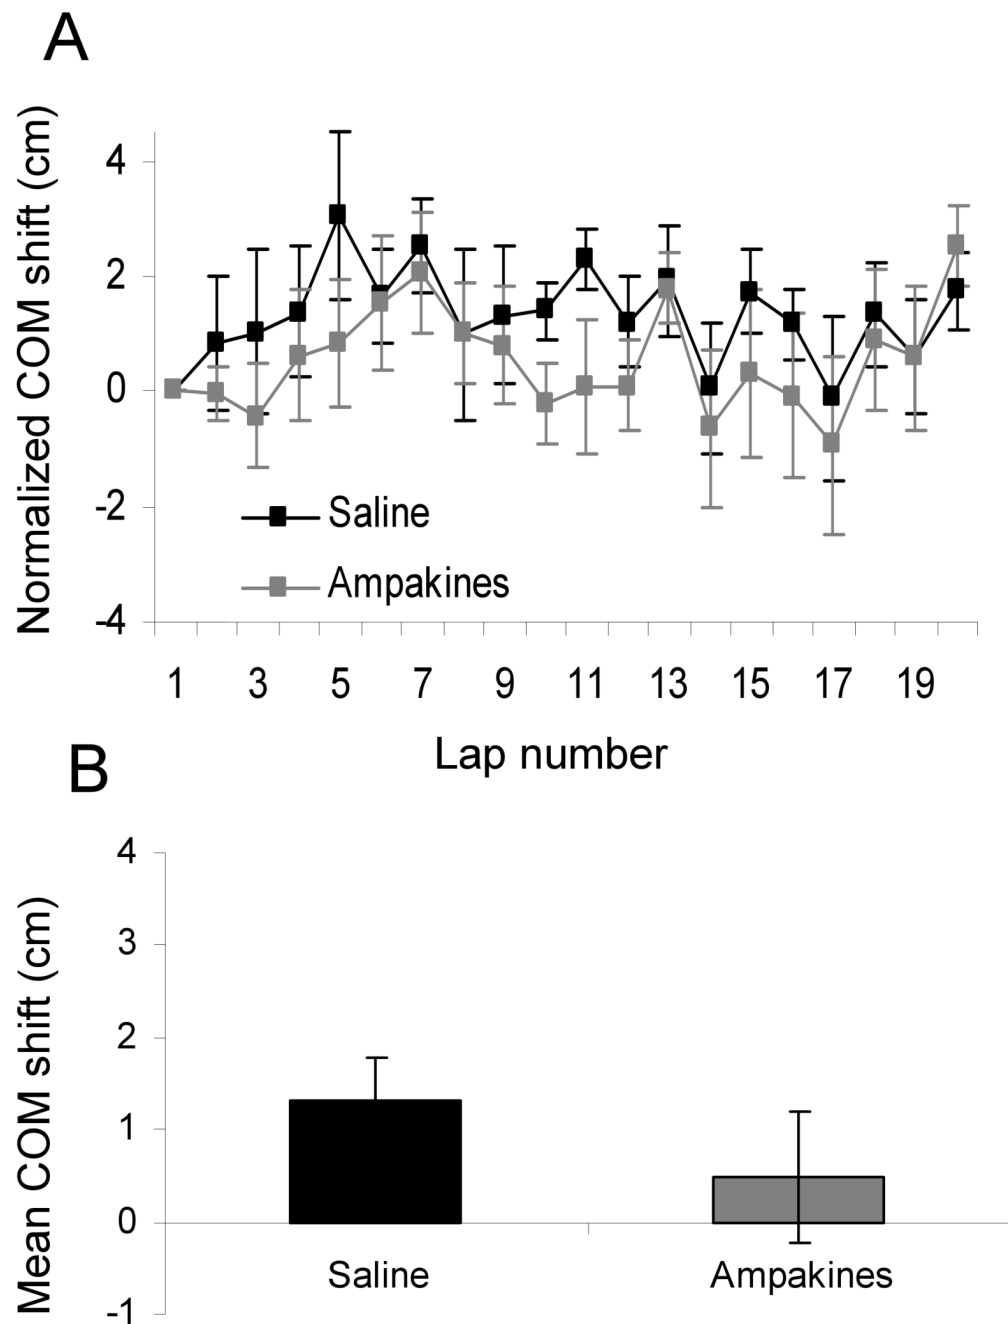 A
Normalized COM shift (cm)
4
2
0
-2
-4
Saline
Ampakines
1 3 5 7 9 11 13 15 17 19
Lap number
B
Mean COM shift (cm)
4
3
2
1
0
-1
Saline Ampakines